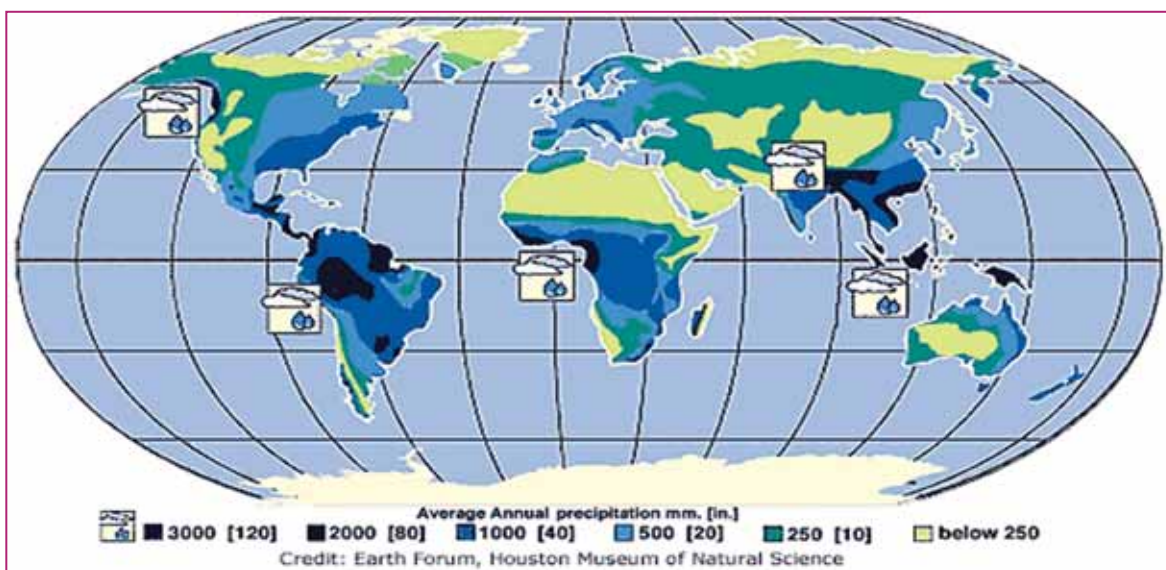 Average Annual precipitation mm. [in.]
3000 [120] 2000 [80] 1000 [40] 500 [20] 250 [10] below 250
Credit: Earth Forum, Houston Museum of Natural Science